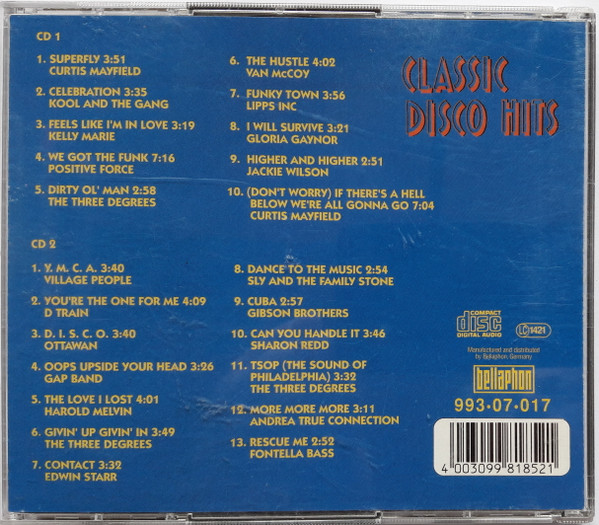 CD 1
1. SUPERFLY 3:51
CURTIS MAYFIELD
2. CELEBRATION 3:35
KOOL AND THE GANG
3. FEELS LIKE I'M IN LOVE 3:19
KELLY MARIE
4. WE GOT THE FUNK 7:16
POSITIVE FORCE
5. DIRTY OL' MAN 2:58
THE THREE DEGREES
6. THE HUSTLE 4:02
VAN McCOY
7. FUNKY TOWN 3:56
LIPPS INC
8. I WILL SURVIVE 3:21
GLORIA GAYNOR
9. HIGHER AND HIGHER 2:51
JACKIE WILSON
10. (DON'T WORRY) IF THERE'S A HELL
BELOW WE'RE ALL GONNA GO 7:04
CURTIS MAYFIELD
CLASSIC
DISCO HITS
CD 2
1. Y. M. C. A. 3:40
VILLAGE PEOPLE
2. YOU'RE THE ONE FOR ME 4:09
D TRAIN
3. D. I. S. C. O. 3:40
OTTAWAN
4. OOPS UPSIDE YOUR HEAD 3:26
GAP BAND
5. THE LOVE I LOST 4:01
HAROLD MELVIN
6. GIVIN' UP GIVIN' IN 3:49
THE THREE DEGREES
7. CONTACT 3:32
EDWIN STARR
8. DANCE TO THE MUSIC 2:54
SLY AND THE FAMILY STONE
9. CUBA 2:57
GIBSON BROTHERS
10. CAN YOU HANDLE IT 3:46
SHARON REDD
11. TSOP (THE SOUND OF
PHILADELPHIA) 3:32
THE THREE DEGREES
12. MORE MORE MORE 3:11
ANDREA TRUE CONNECTION
13. RESCUE ME 2:52
FONTELLA BASS
COMPACT
disc
DIGITAL AUDIO
LC 1421
Manufactured and distributed
by Bellaphon Germany
bellaphon
993·07·017
4 003099 818521